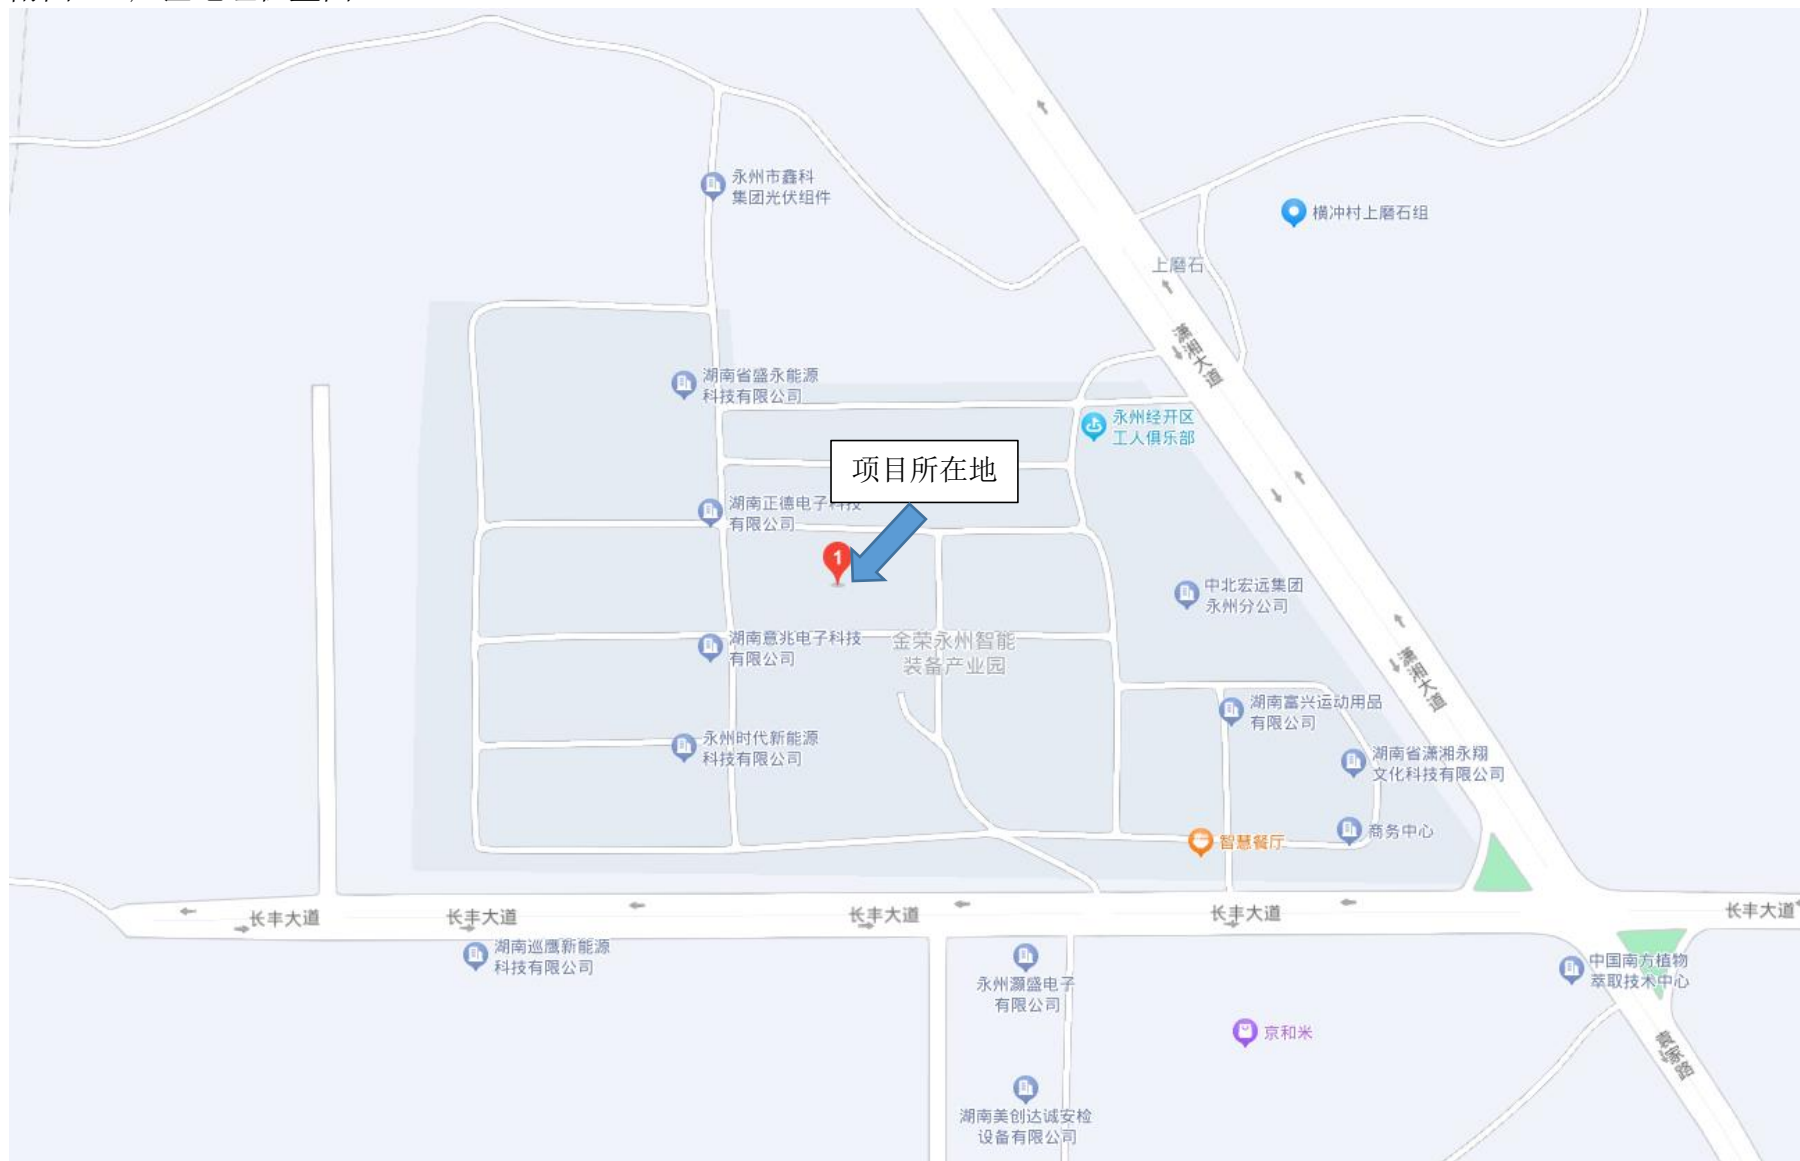 永州市鑫科
集团光伏组件
横冲村上磨石组
上磨石
潇湘大道
湖南省盛永能源
科技有限公司
永州经开区
工人俱乐部
项目所在地
湖南正德电子科技
有限公司
1
中北宏远集团
永州分公司
湖南意兆电子科技
有限公司
金荣永州智能
装备产业园
潇湘大道
湖南富兴运动用品
有限公司
永州时代新能源
科技有限公司
湖南省潇湘永翔
文化科技有限公司
商务中心
智慧餐厅
长丰大道
长丰大道
长丰大道
长丰大道
长丰大道
湖南巡鹰新能源
科技有限公司
永州灏盛电子
有限公司
中国南方植物
萃取技术中心
京和米
袁家路
湖南美创达诚安检
设备有限公司